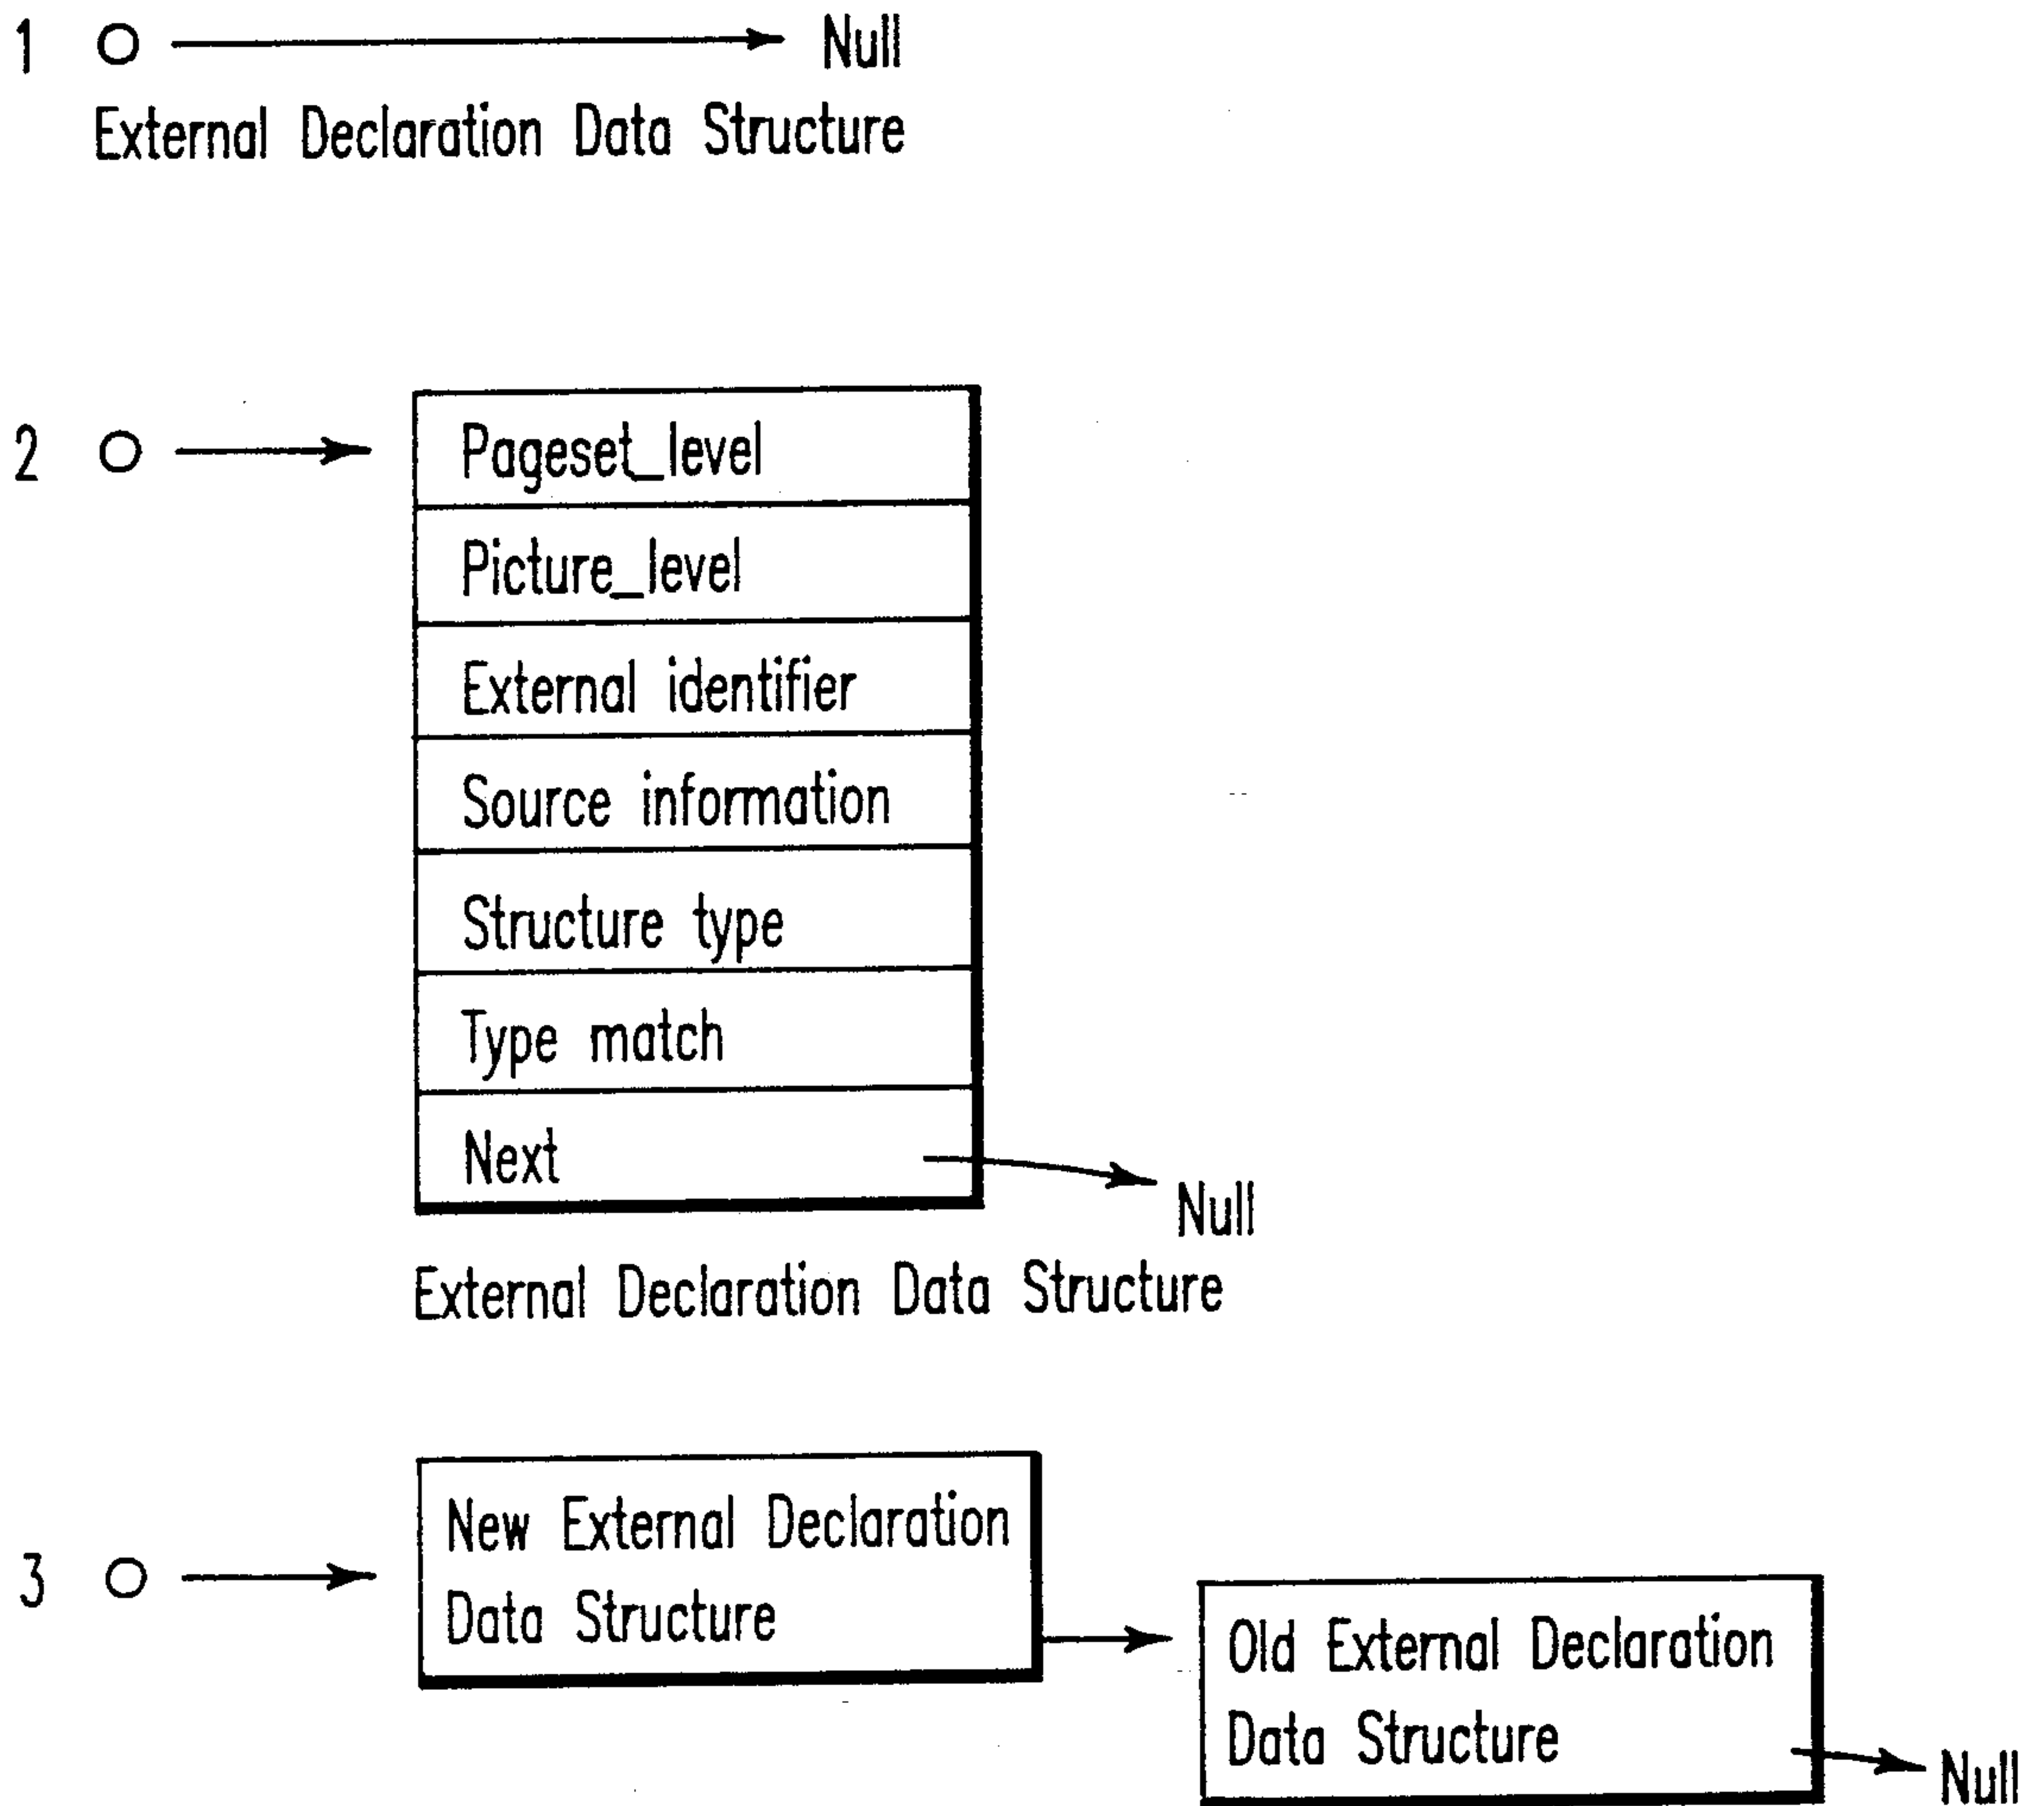 1 Null
External Declaration Data Structure
2
Pageset_level
Picture_level
External identifier
Source information
Structure type
Type match
Next
Null
External Declaration Data Structure
3
New External Declaration
Data Structure
Old External Declaration
Data Structure
Null